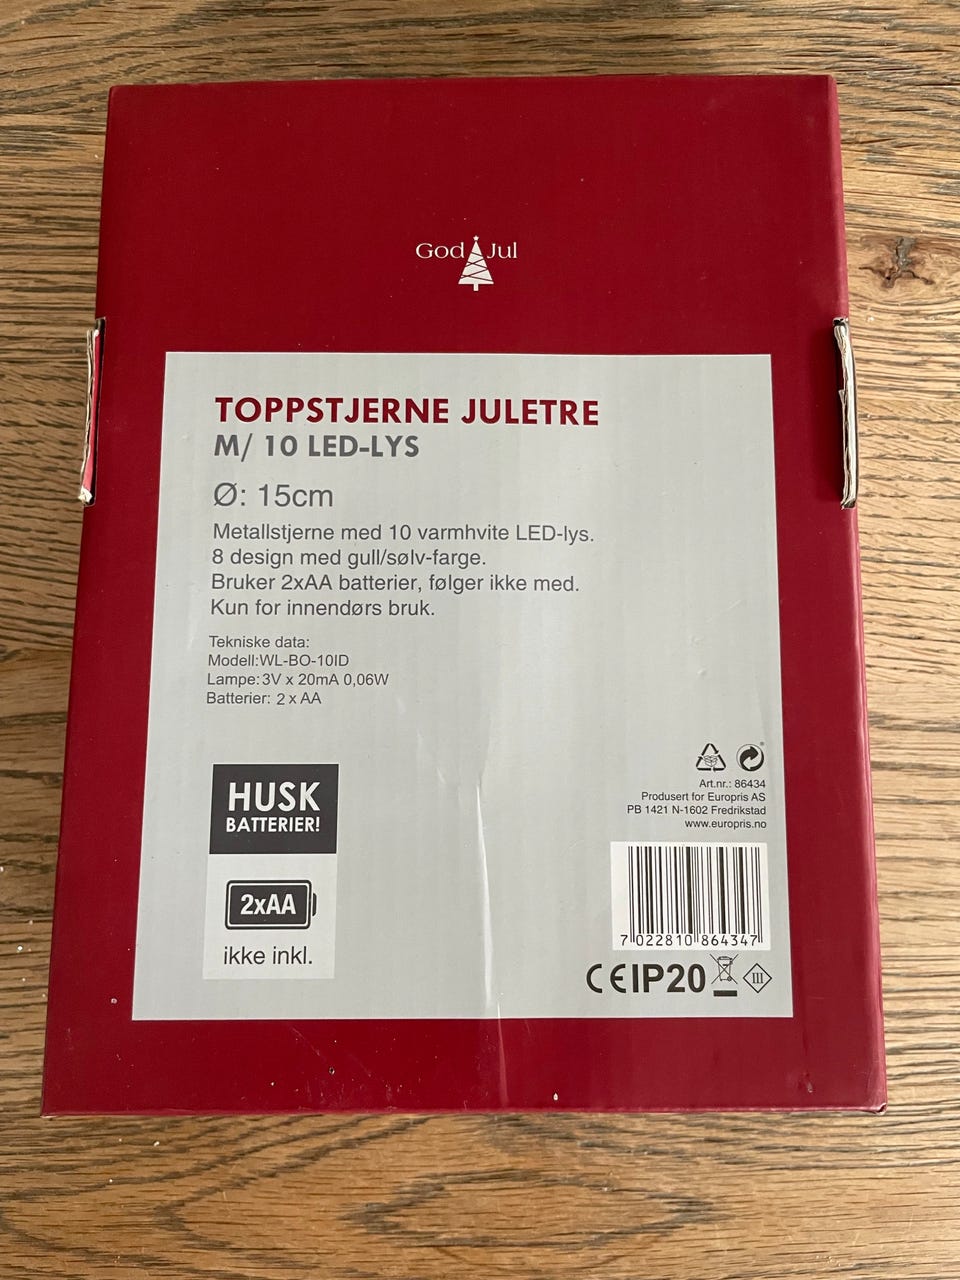 God Jul
TOPPSTJERNE JULETRE
M/ 10 LED-LYS
Ø: 15cm
Metallstjerne med 10 varmhvite LED-lys.
8 design med gull/sølv-farge.
Bruker 2xAA batterier, følger ikke med.
Kun for innendørs bruk.
Tekniske data:
Modell:WL-BO-10ID
Lampe:3V x 20mA 0,06W
Batterier: 2 x AA
HUSK
BATTERIER!
2xAA
ikke inkl.
Art.nr.: 86434
Produsert for Europris AS
PB 1421 N-1602 Fredrikstad
www.europris.no
7 022810 864347
CE IP20 III